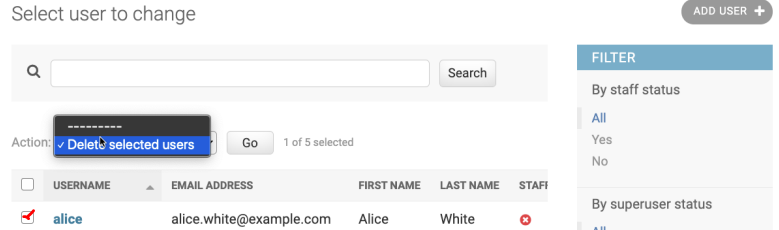 Select user to change
ADD USER +
Search
FILTER
By staff status
All
Yes
No
By superuser status
Action:
---------
✓ Delete selected users
Go
1 of 5 selected
USERNAME EMAIL ADDRESS FIRST NAME LAST NAME STAFF
alice alice.white@example.com Alice White